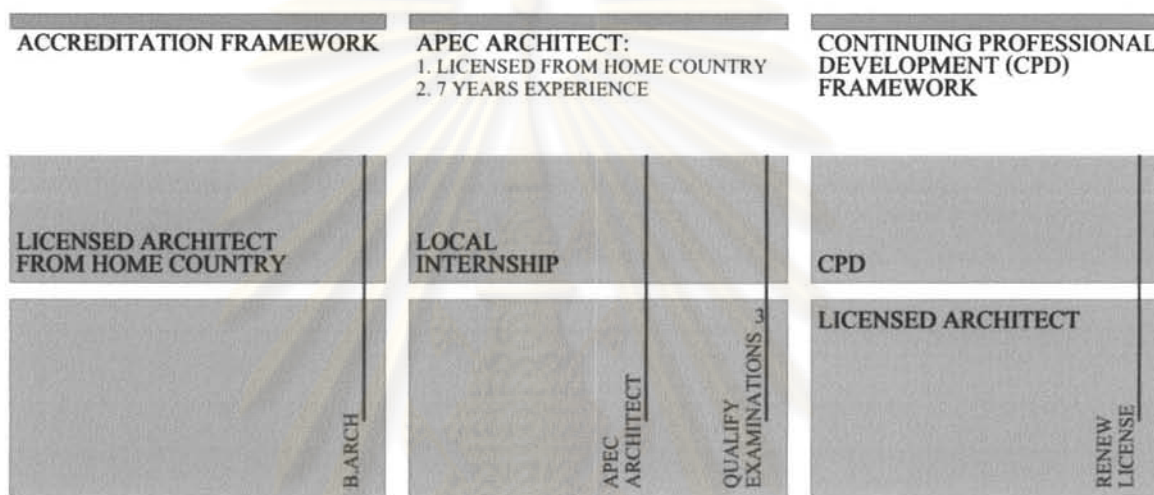 ACCREDITATION FRAMEWORK
APEC ARCHITECT:
1. LICENSED FROM HOME COUNTRY
2. 7 YEARS EXPERIENCE
CONTINUING PROFESSIONAL
DEVELOPMENT (CPD)
FRAMEWORK
LICENSED ARCHITECT
FROM HOME COUNTRY
LOCAL
INTERNSHIP
CPD
B.ARCH
APEC
ARCHITECT
QUALIFY
EXAMINATIONS 3
LICENSED ARCHITECT
RENEW
LICENSE